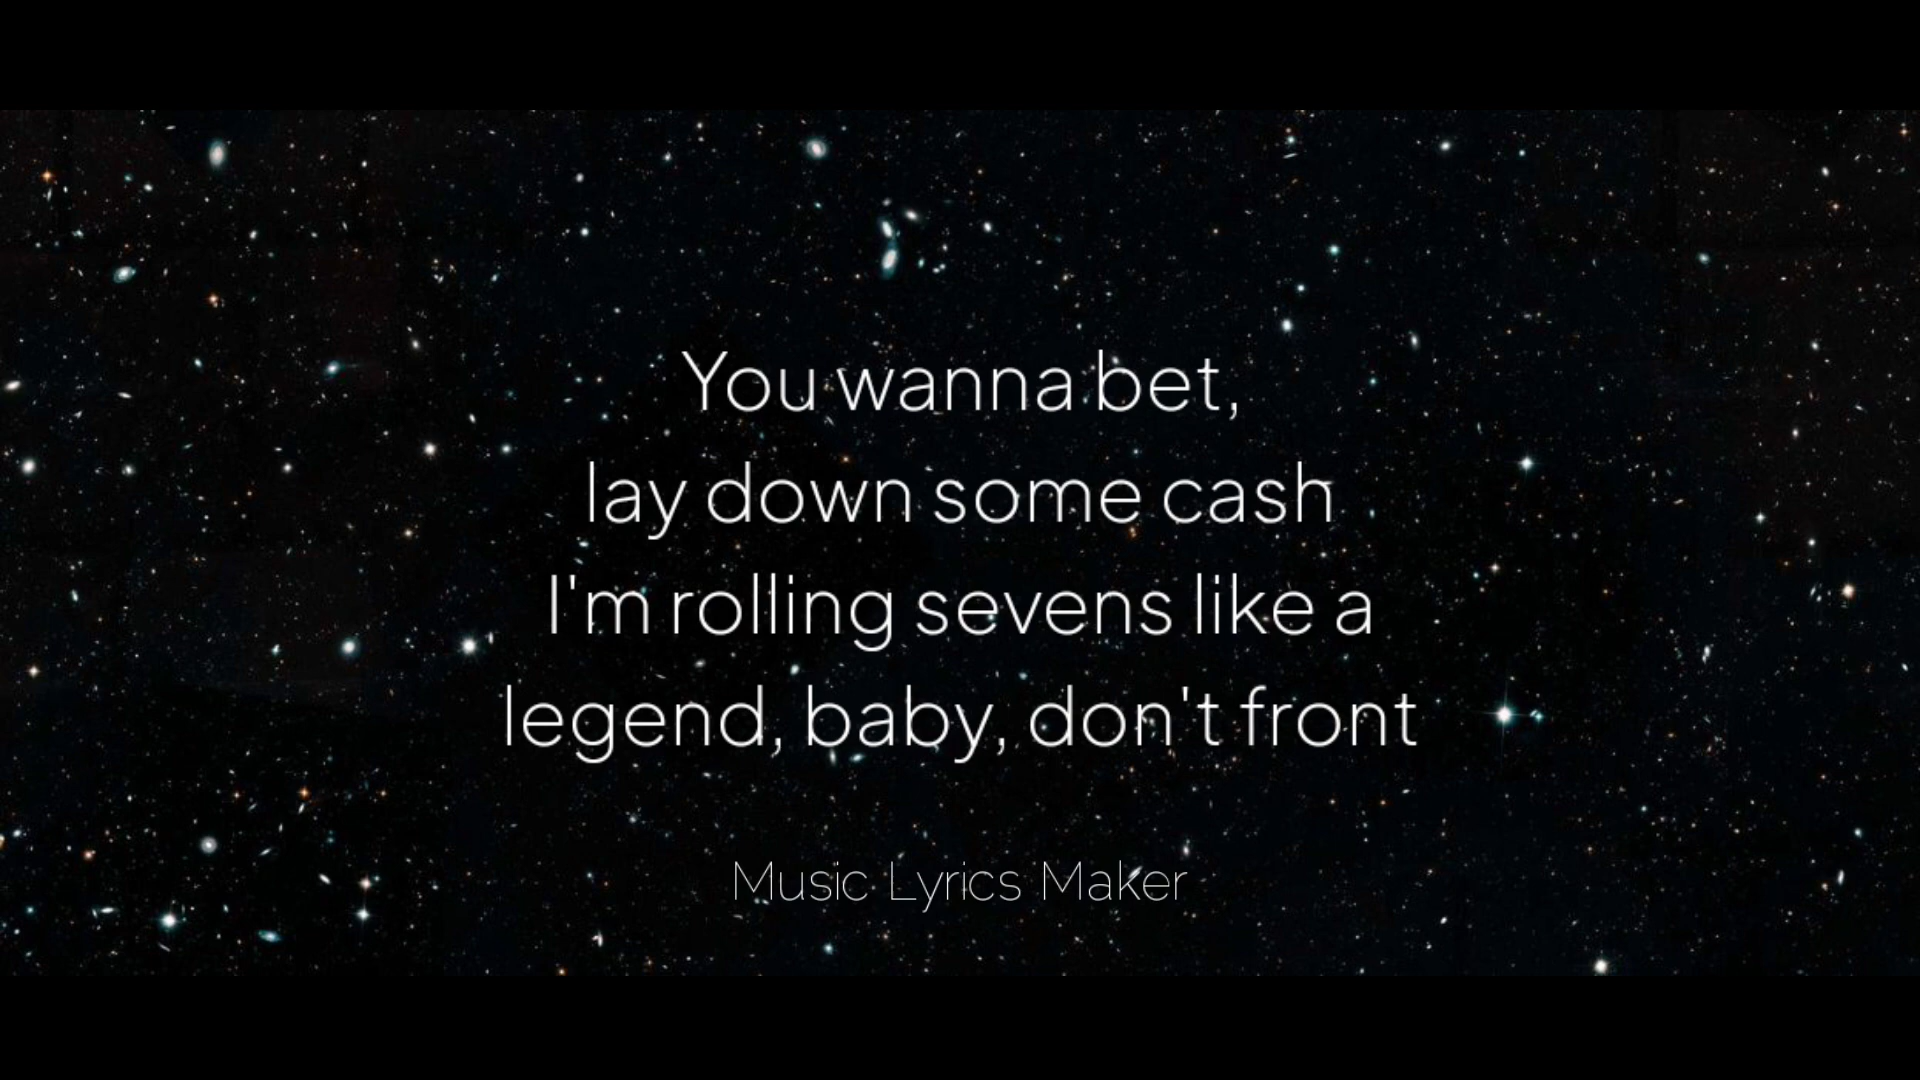 You wanna bet,
lay down some cash
I'm rolling sevens like a
legend, baby, don't front
Music Lyrics Maker